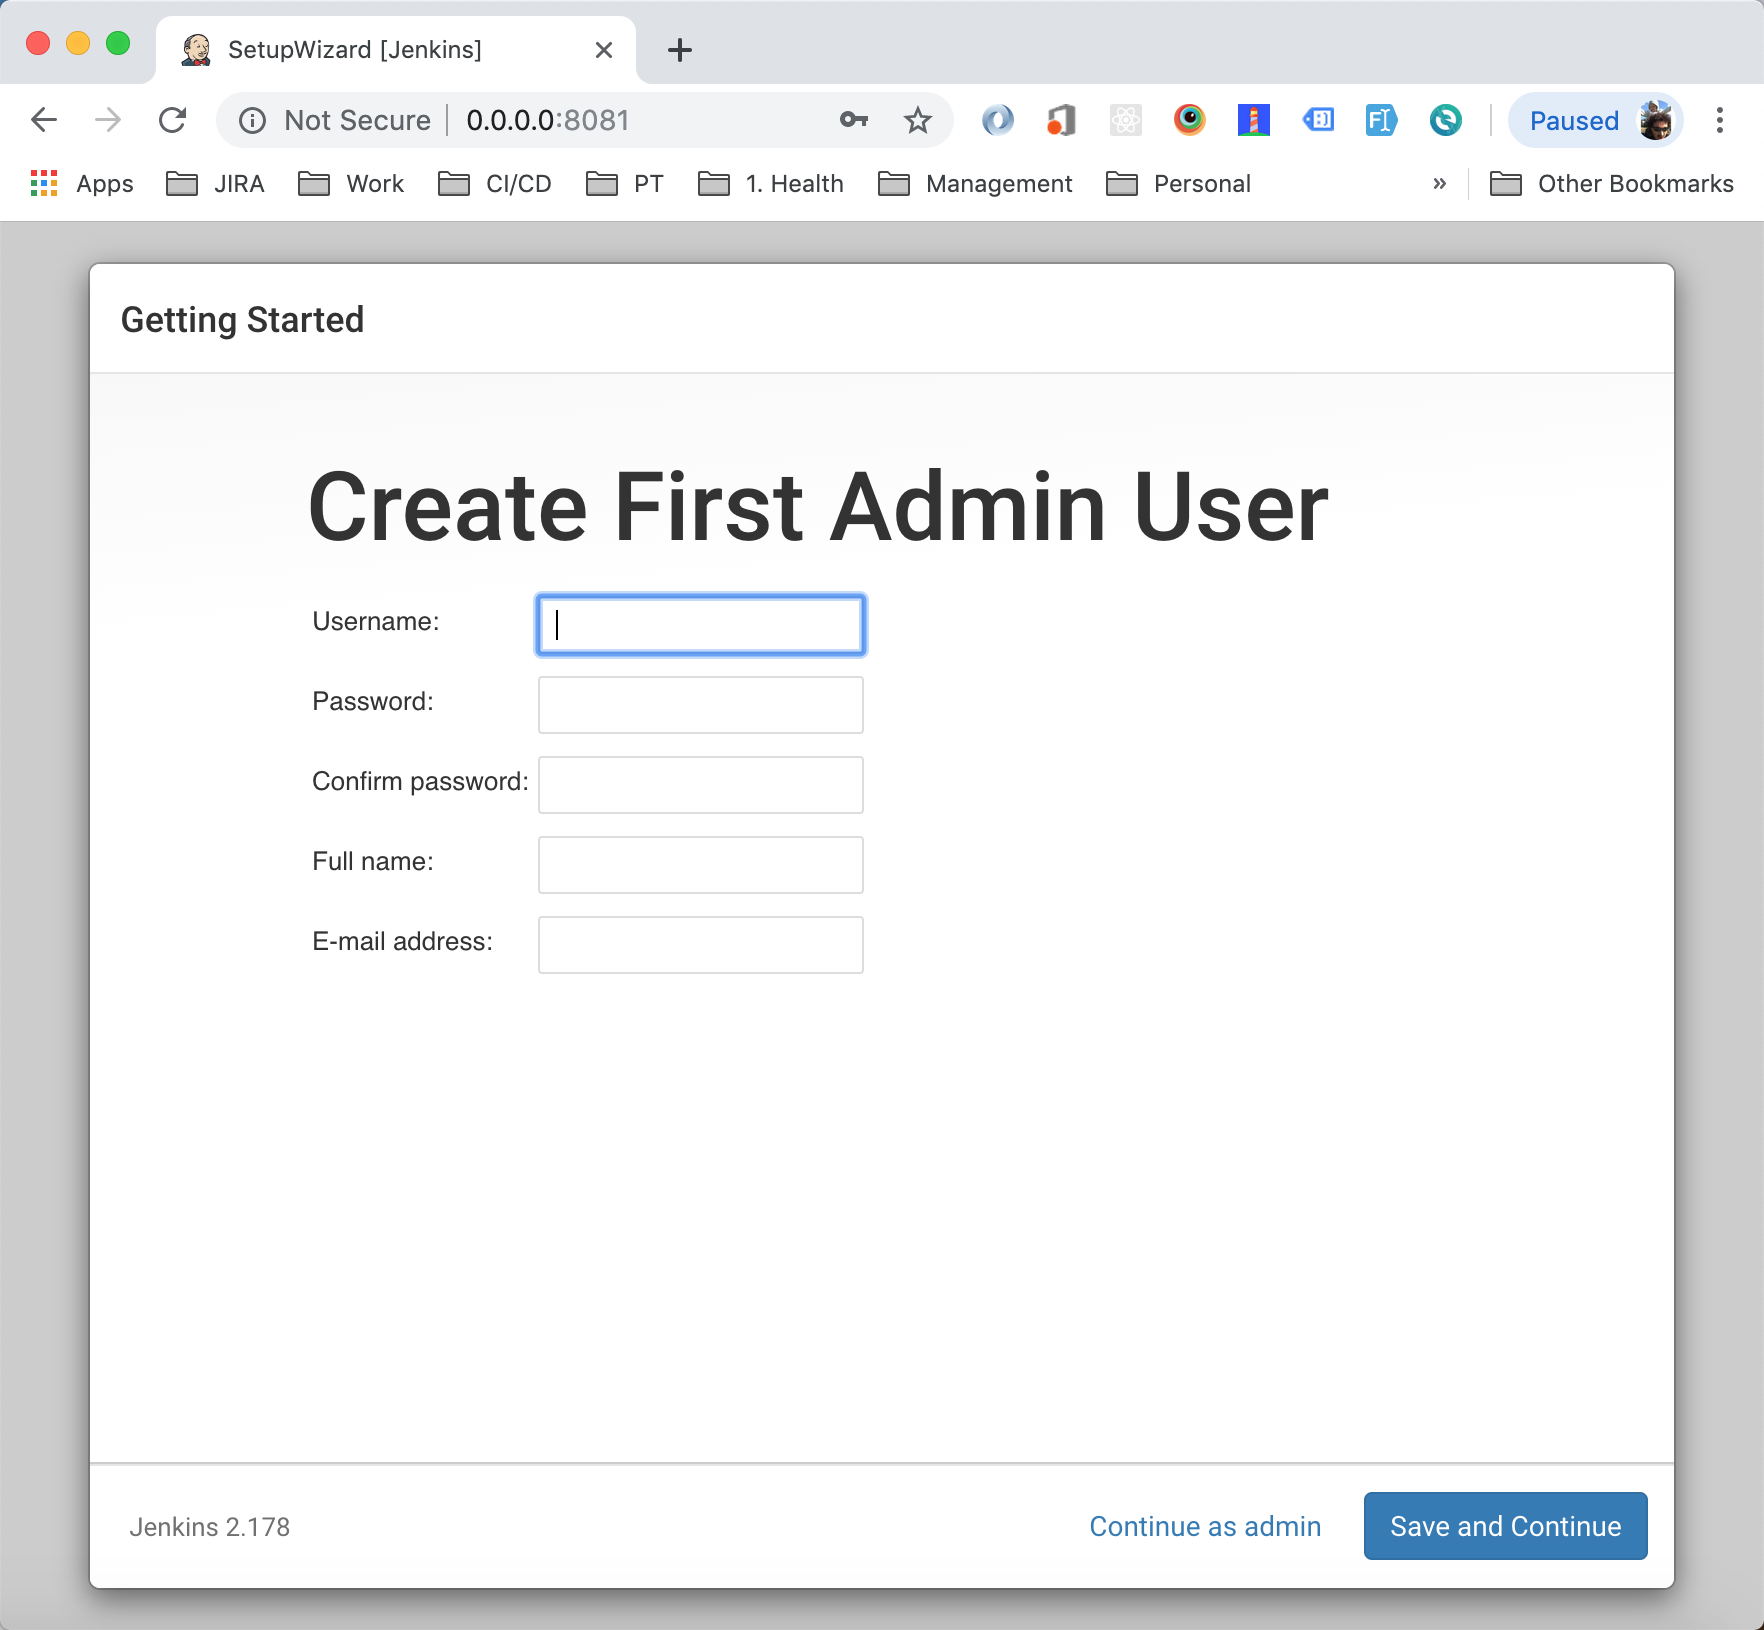 SetupWizard [Jenkins]
Not Secure 0.0.0.0:8081 Paused
Apps JIRA Work CI/CD PT 1. Health Management Personal » Other Bookmarks
Getting Started
Create First Admin User
Username:
Password:
Confirm password:
Full name:
E-mail address:
Jenkins 2.178 Continue as admin Save and Continue